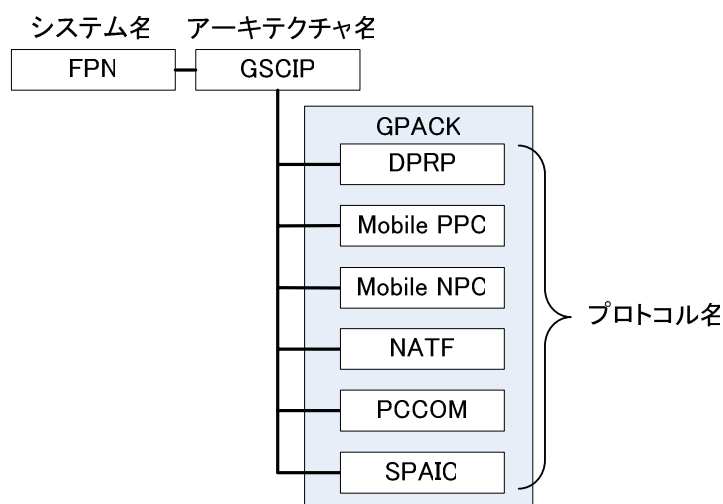 システム名 アーキテクチャ名
FPN GSCIP
GPACK
DPRP
Mobile PPC
Mobile NPC
プロトコル名
NATF
PCCOM
SPAIC